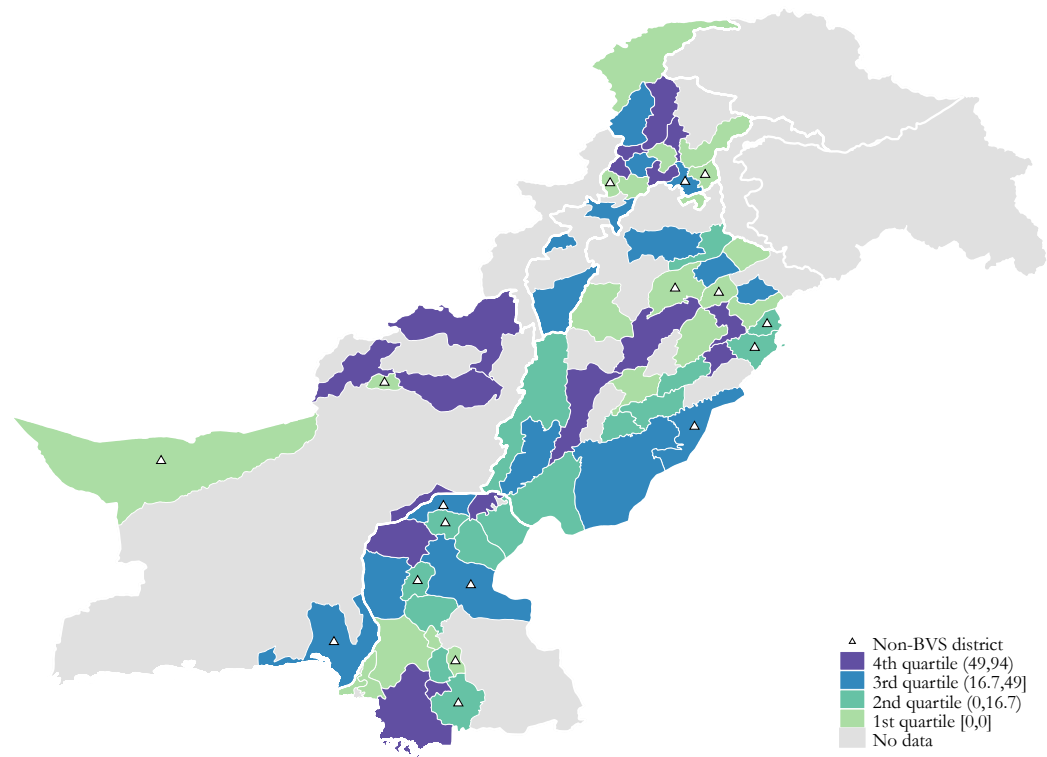 Non-BVS district
4th quartile (49,94)
3rd quartile (16.7,49]
2nd quartile (0,16.7)
1st quartile [0,0]
No data